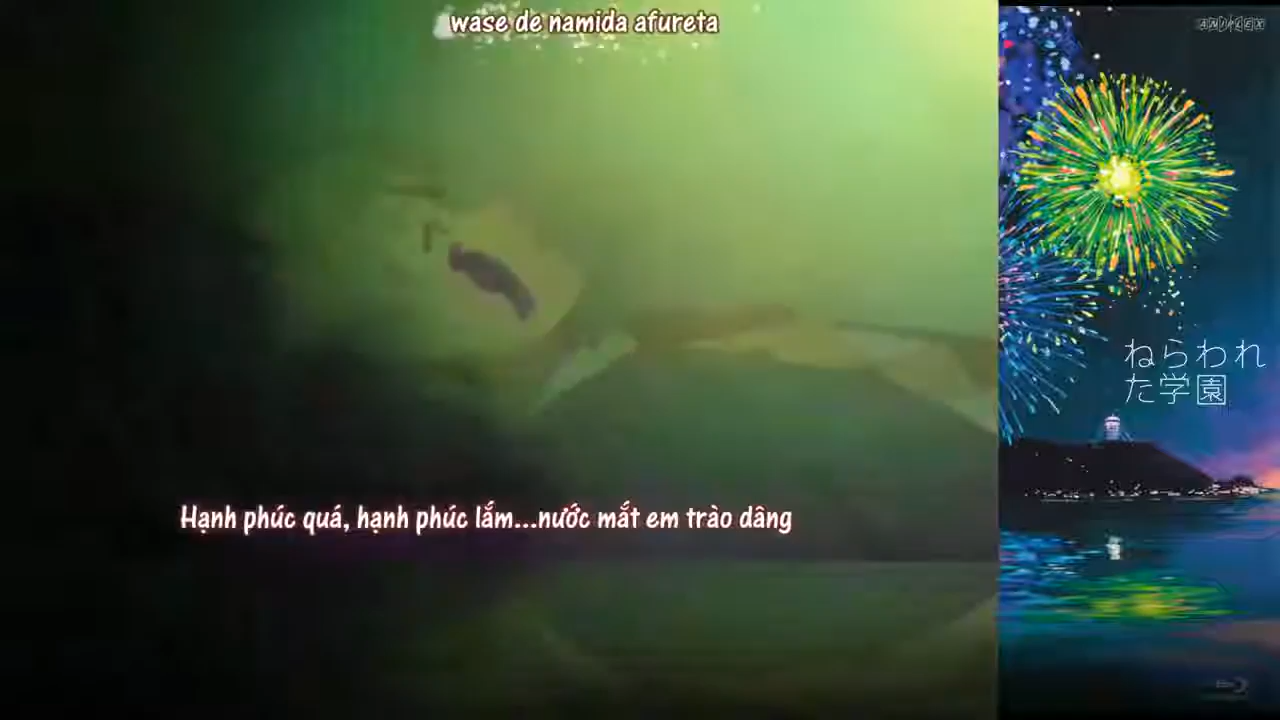 wase de namida afureta
ANIPLEX
ねらわれ
た学園
Hạnh phúc quá, hạnh phúc lắm...nước mắt em trào dâng